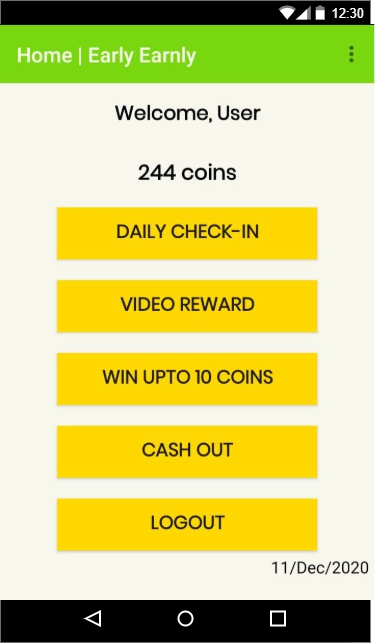 12:30
Home | Early Earnly
Welcome, User
244 coins
DAILY CHECK-IN
VIDEO REWARD
WIN UPTO 10 COINS
CASH OUT
LOGOUT
11/Dec/2020